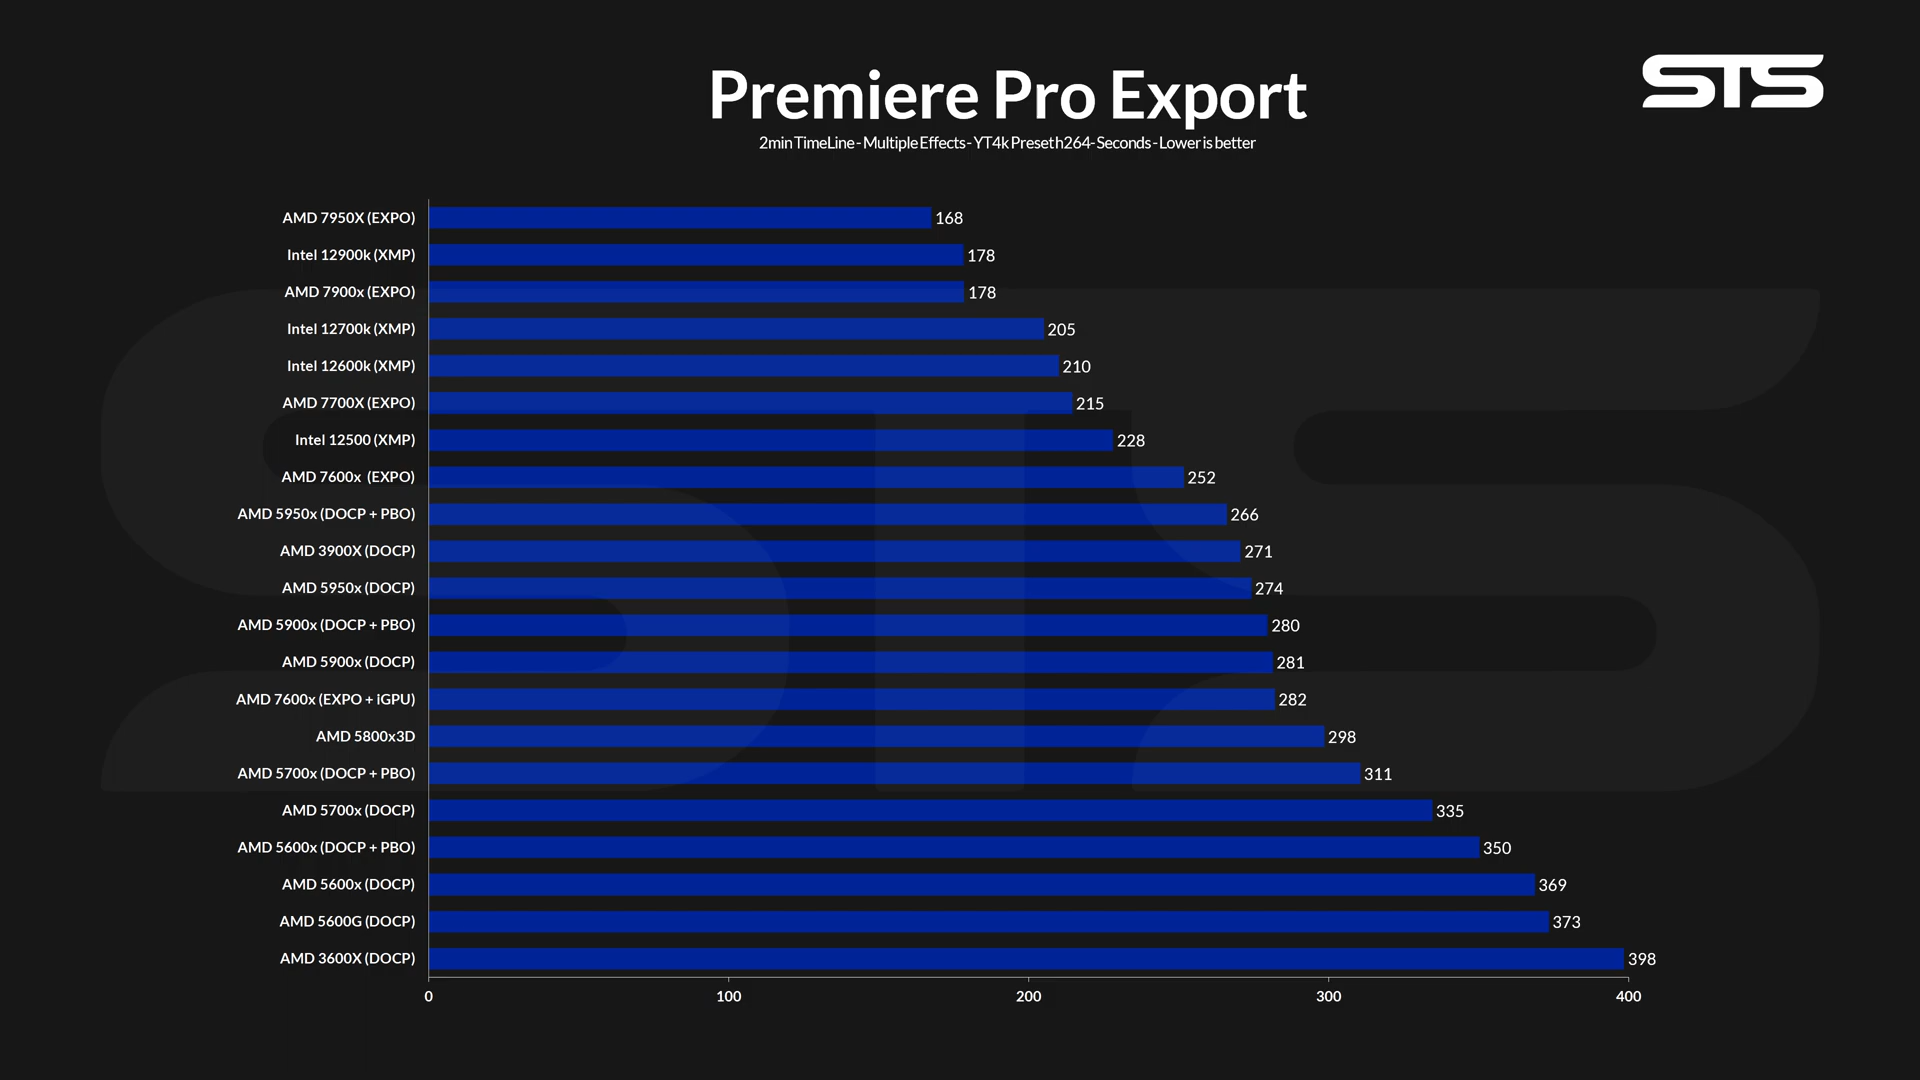 STS
Premiere Pro Export
2min TimeLine - Multiple Effects - YT4k Preset h264- Seconds - Lower is better
AMD 7950X (EXPO) 168
Intel 12900k (XMP) 178
AMD 7900x (EXPO) 178
Intel 12700k (XMP) 205
Intel 12600k (XMP) 210
AMD 7700X (EXPO) 215
Intel 12500 (XMP) 228
AMD 7600x (EXPO) 252
AMD 5950x (DOCP + PBO) 266
AMD 3900X (DOCP) 271
AMD 5950x (DOCP) 274
AMD 5900x (DOCP + PBO) 280
AMD 5900x (DOCP) 281
AMD 7600x (EXPO + iGPU) 282
AMD 5800x3D 298
AMD 5700x (DOCP + PBO) 311
AMD 5700x (DOCP) 335
AMD 5600x (DOCP + PBO) 350
AMD 5600x (DOCP) 369
AMD 5600G (DOCP) 373
AMD 3600X (DOCP) 398
0 100 200 300 400